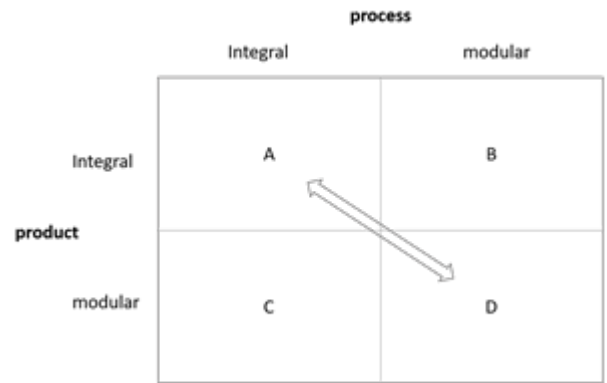 process
Integral modular
Integral A B
product
modular C D